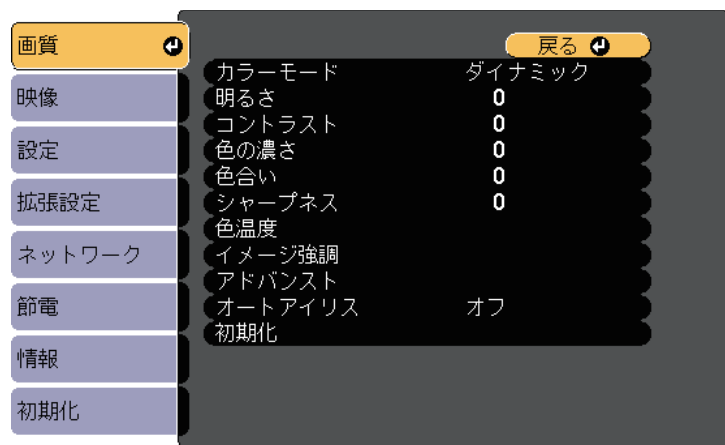 画質
映像
設定
拡張設定
ネットワーク
節電
情報
初期化
戻る
カラーモード ダイナミック
明るさ 0
コントラスト 0
色の濃さ 0
色合い 0
シャープネス 0
色温度
イメージ強調
アドバンスト
オートアイリス オフ
初期化